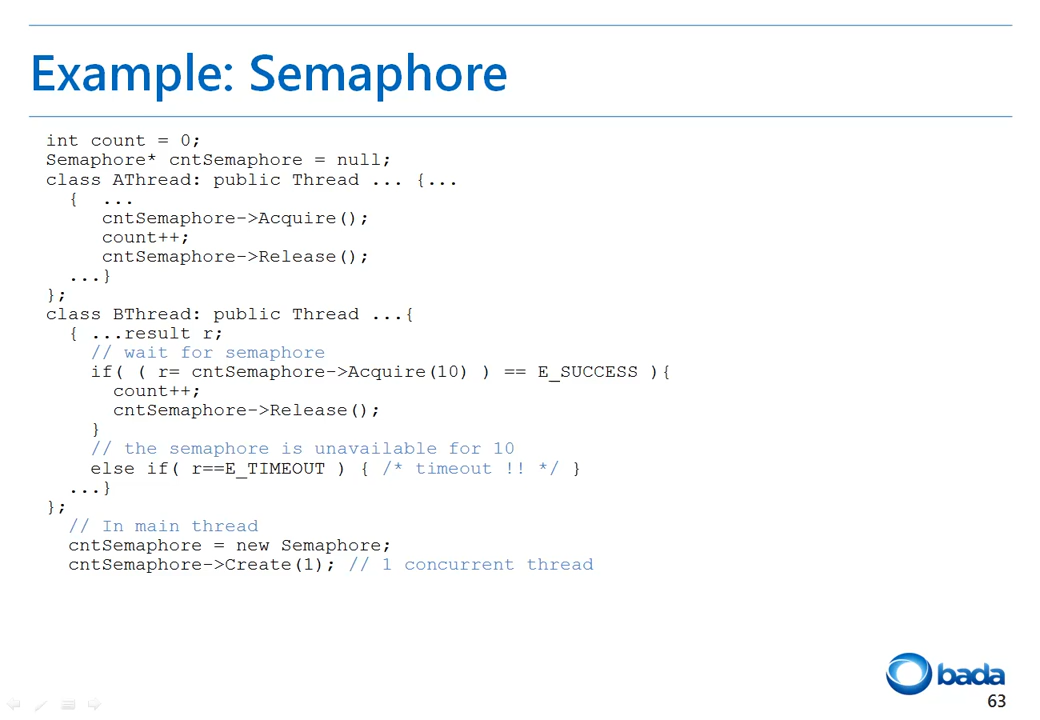 Example: Semaphore
int count = 0;
Semaphore* cntSemaphore = null;
class AThread: public Thread ... {...
{ ...
cntSemaphore->Acquire();
count++;
cntSemaphore->Release();
...}
};
class BThread: public Thread ...{
{ ...result r;
// wait for semaphore
if( ( r= cntSemaphore->Acquire(10) ) == E_SUCCESS ){
count++;
cntSemaphore->Release();
}
// the semaphore is unavailable for 10
else if( r==E_TIMEOUT ) { /* timeout !! */ }
...}
};
// In main thread
cntSemaphore = new Semaphore;
cntSemaphore->Create(1); // 1 concurrent thread
bada
63